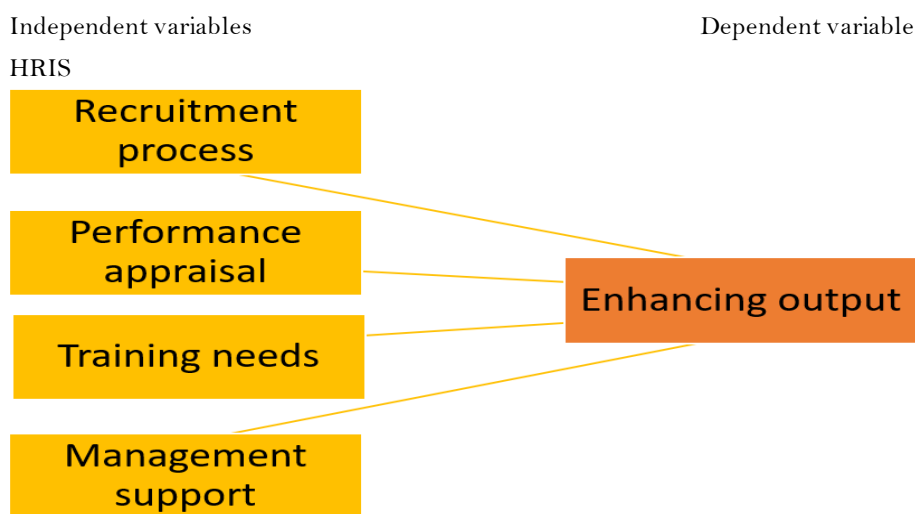 Independent variables
Dependent variable
HRIS
Recruitment
process
Performance
appraisal
Enhancing output
Training needs
Management
support